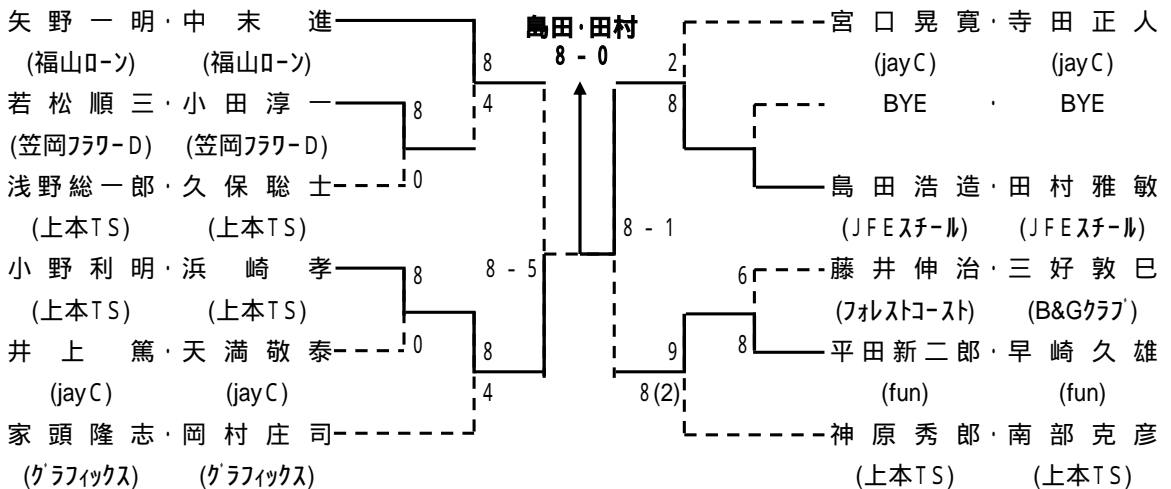 島田・田村
8 - 0
矢野一明・中末進
(福山ローン) (福山ローン)
8
4
若松順三・小田淳一
(笠岡フラワーD) (笠岡フラワーD)
8
0
浅野総一郎・久保聡士
(上本TS) (上本TS)
小野利明・浜崎孝
(上本TS) (上本TS)
8
0
8 - 5
井上篤・天満敬泰
(jayC) (jayC)
8
4
家頭隆志・岡村庄司
(グラフィックス) (グラフィックス)
宮口晃寛・寺田正人
(jayC) (jayC)
2
8
BYE ・ BYE
島田浩造・田村雅敏
(JFEスチール) (JFEスチール)
8 - 1
藤井伸治・三好敦巳
(フォレストコースト) (B&Gクラブ)
6
8
平田新二郎・早崎久雄
(fun) (fun)
9
8(2)
神原秀郎・南部克彦
(上本TS) (上本TS)